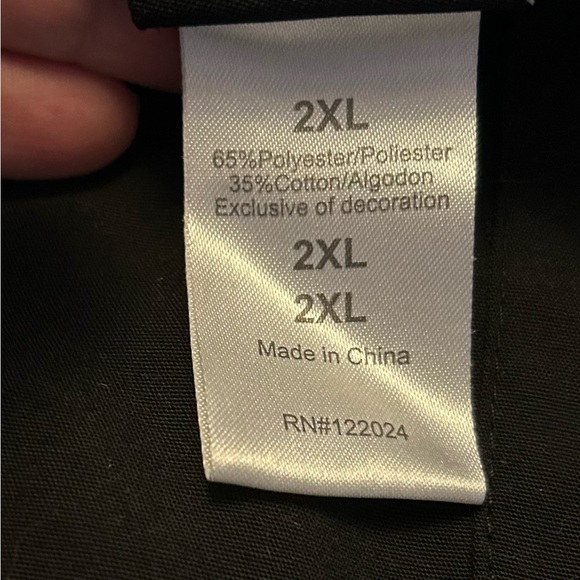 2XL
65%Polyester/Poliester
35%Cotton/Algodon
Exclusive of decoration
2XL
2XL
Made in China
RN#122024